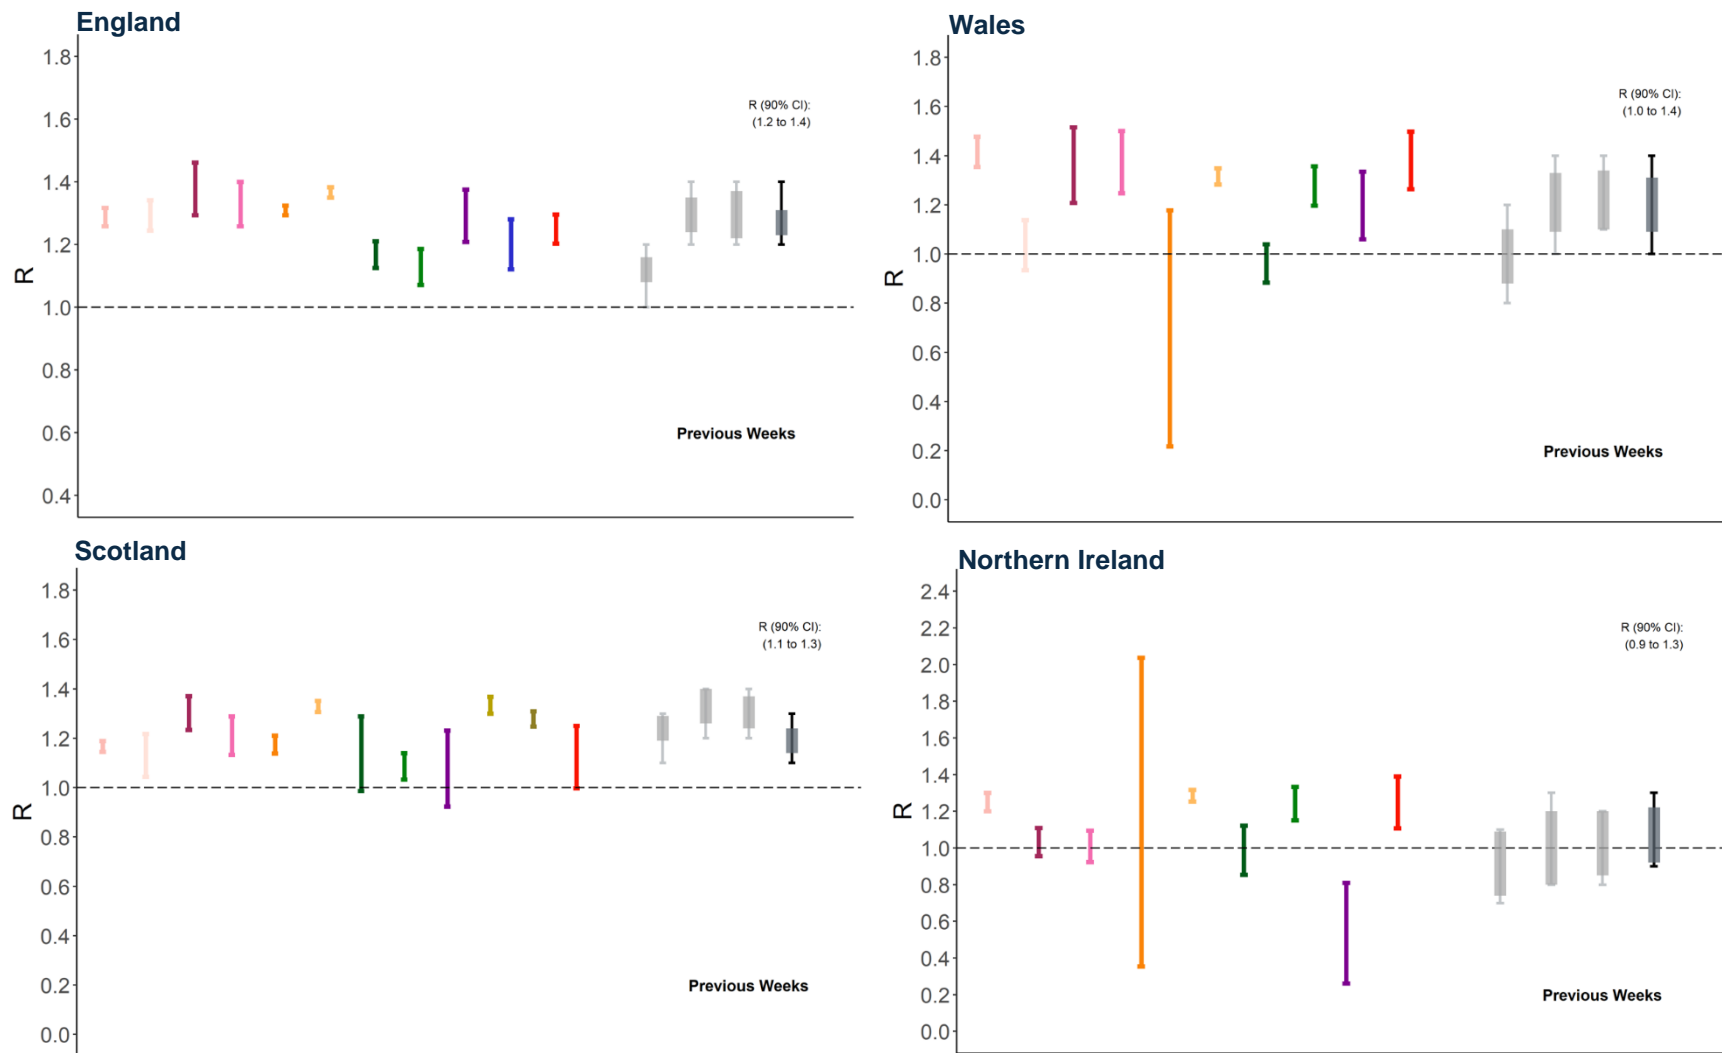 England
1.8
1.6
1.4
1.2
1.0
0.8
0.6
0.4
R
R (90% CI):
(1.2 to 1.4)
Previous Weeks
Wales
1.8
1.6
1.4
1.2
1.0
0.8
0.6
0.4
0.2
0.0
R
R (90% CI):
(1.0 to 1.4)
Previous Weeks
Scotland
1.8
1.6
1.4
1.2
1.0
0.8
0.6
0.4
0.2
0.0
R
R (90% CI):
(1.1 to 1.3)
Previous Weeks
Northern Ireland
2.4
2.2
2.0
1.8
1.6
1.4
1.2
1.0
0.8
0.6
0.4
0.2
0.0
R
R (90% CI):
(0.9 to 1.3)
Previous Weeks